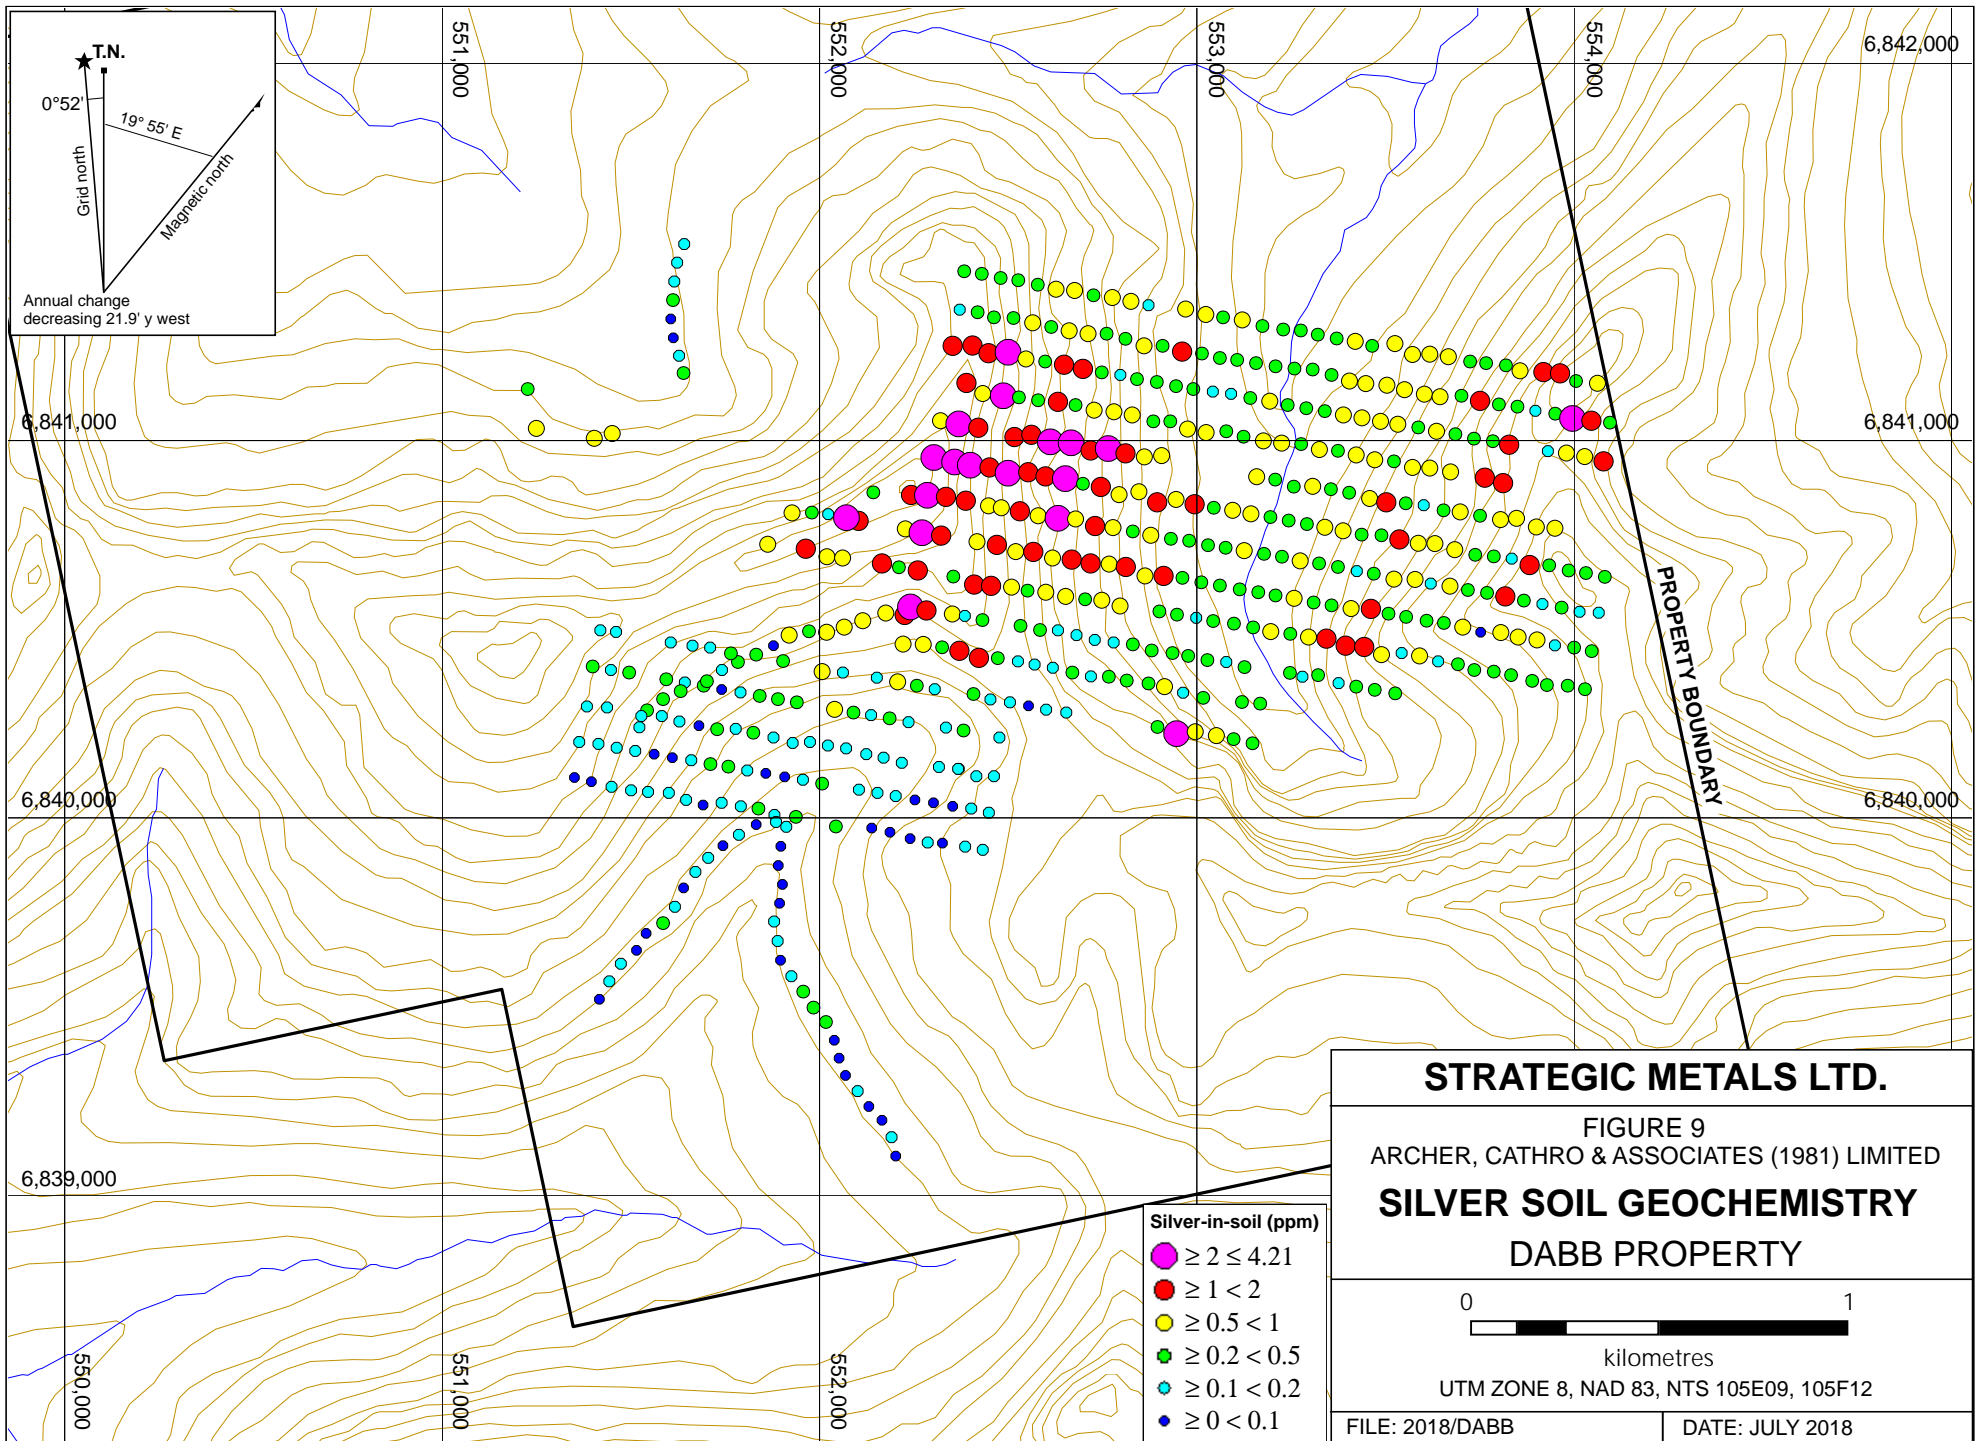 T.N.
0°52'
19° 55' E
Grid north
Magnetic north
Annual change
decreasing 21.9' y west
551,000
552,000
553,000
554,000
6,842,000
6,841,000
6,841,000
6,840,000
6,840,000
6,839,000
550,000
551,000
552,000
PROPERTY BOUNDARY
Silver-in-soil (ppm)
≥ 2 ≤ 4.21
≥ 1 < 2
≥ 0.5 < 1
≥ 0.2 < 0.5
≥ 0.1 < 0.2
≥ 0 < 0.1
STRATEGIC METALS LTD.
FIGURE 9
ARCHER, CATHRO & ASSOCIATES (1981) LIMITED
SILVER SOIL GEOCHEMISTRY
DABB PROPERTY
0 1
kilometres
UTM ZONE 8, NAD 83, NTS 105E09, 105F12
FILE: 2018/DABB DATE: JULY 2018